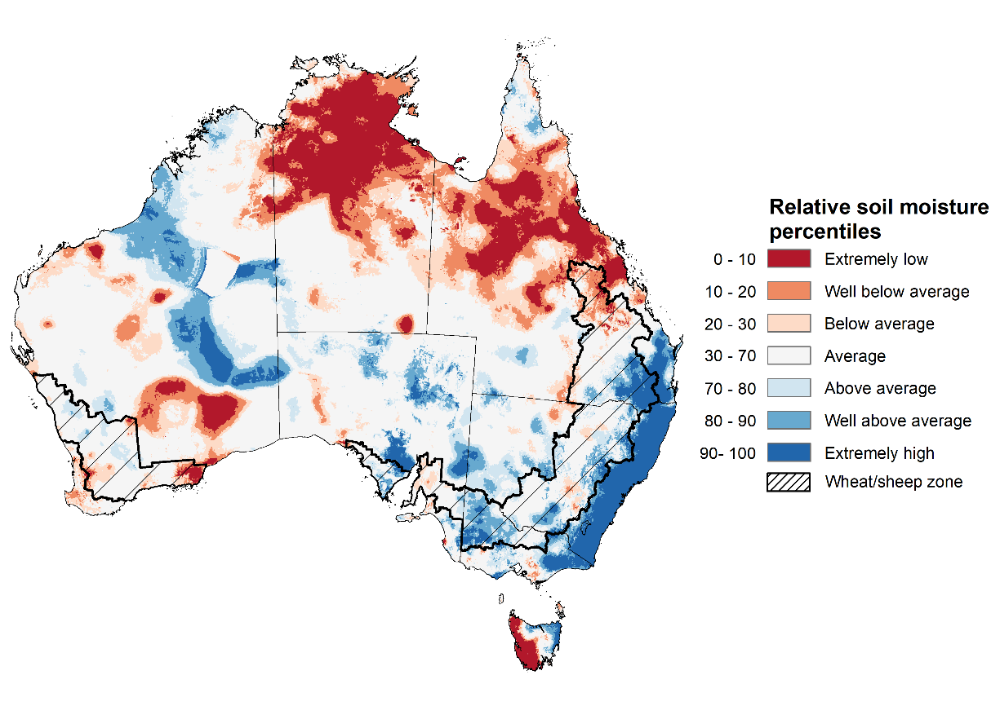 Relative soil moisture
percentiles
0 - 10 Extremely low
10 - 20 Well below average
20 - 30 Below average
30 - 70 Average
70 - 80 Above average
80 - 90 Well above average
90- 100 Extremely high
Wheat/sheep zone